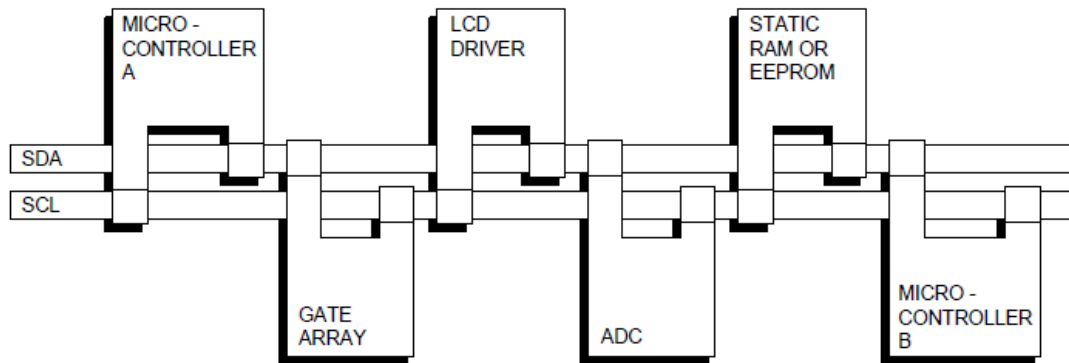 MICRO -
CONTROLLER
A
LCD
DRIVER
STATIC
RAM OR
EEPROM
SDA
SCL
GATE
ARRAY
ADC
MICRO -
CONTROLLER
B